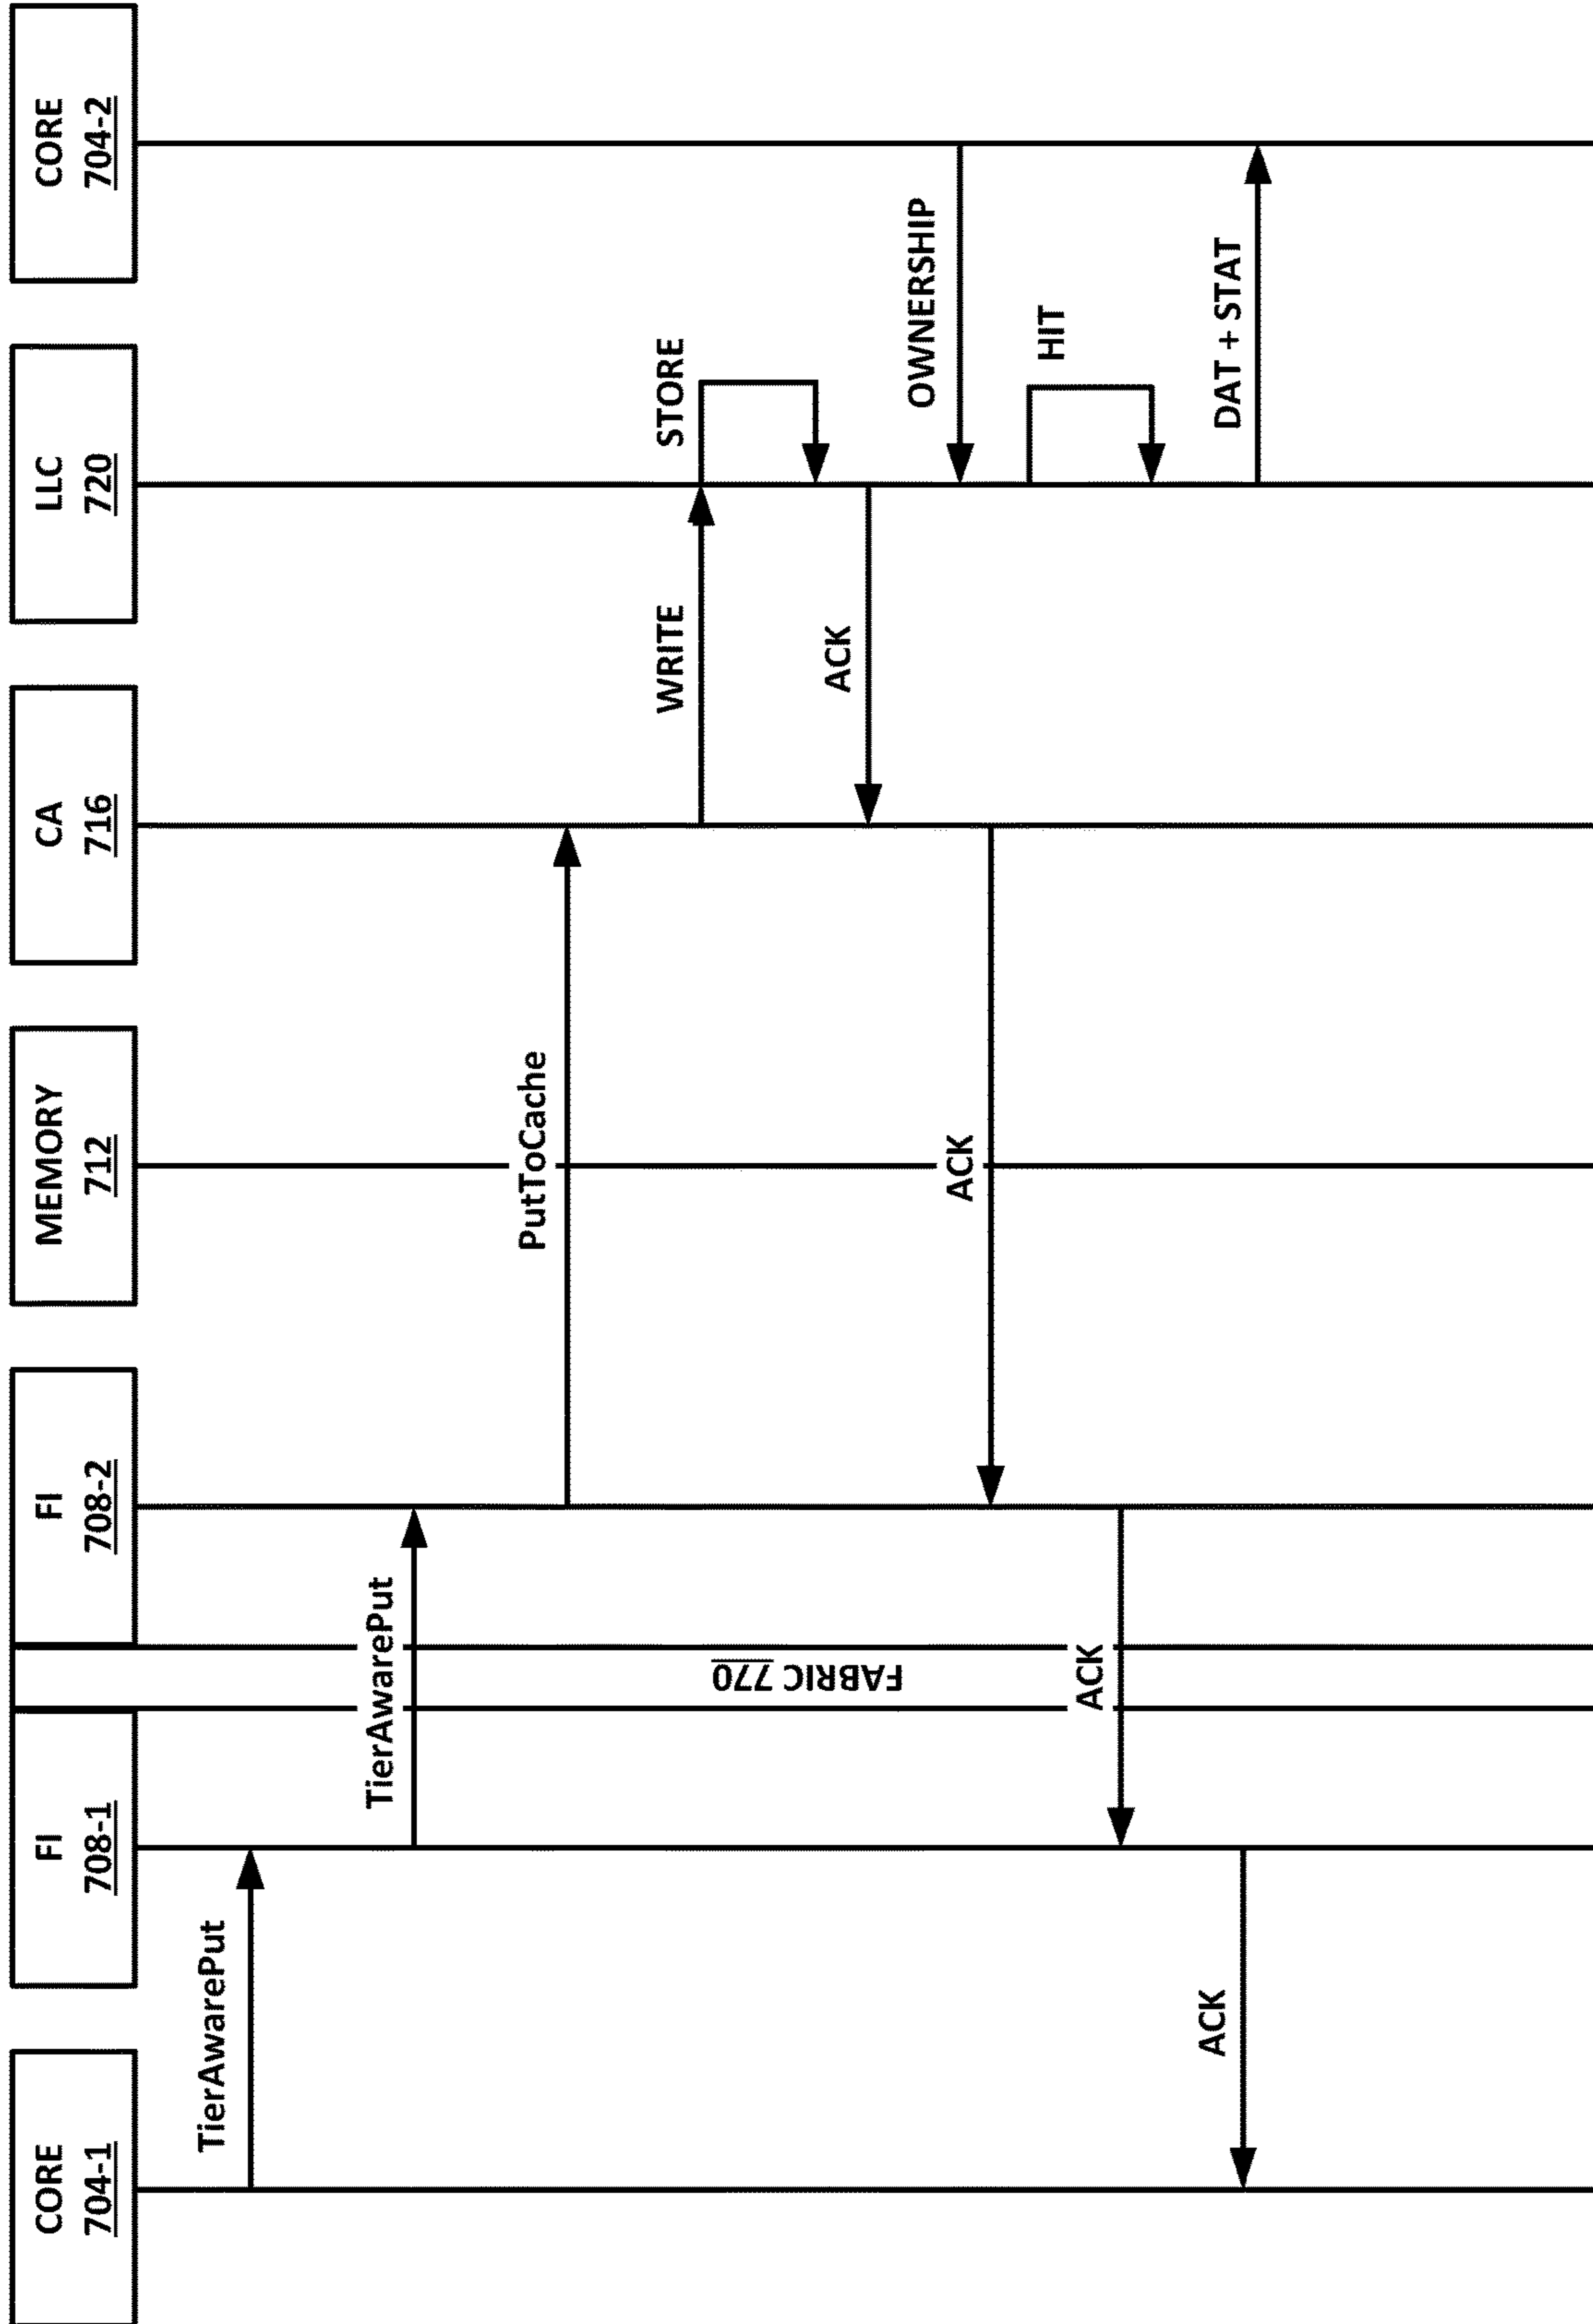 CORE
704-1
FI
708-1
FI
708-2
MEMORY
712
CA
716
LLC
720
CORE
704-2
TierAwarePut
TierAwarePut
PutToCache
WRITE
STORE
FABRIC 770
ACK
OWNERSHIP
ACK
HIT
ACK
ACK
DAT + STAT